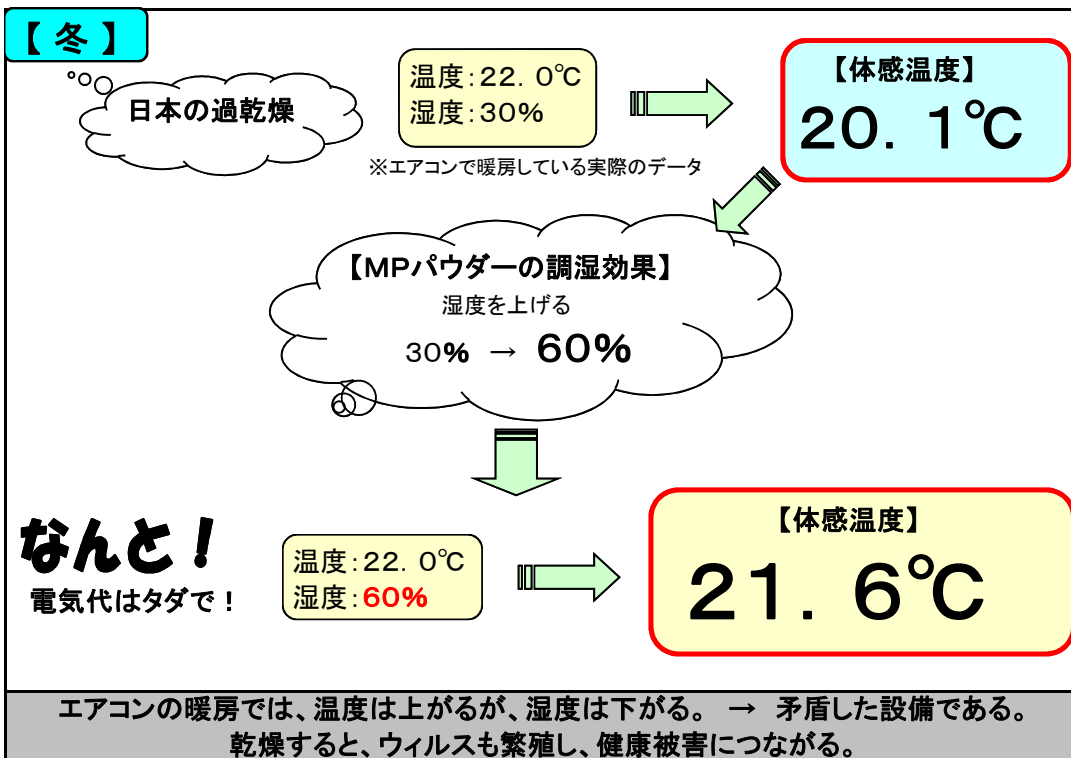 【 冬 】
日本の過乾燥
温度:22．0℃
湿度:30%
※エアコンで暖房している実際のデータ
【体感温度】
20．1℃
【MPパウダーの調湿効果】
湿度を上げる
30% → 60%
なんと！
電気代はタダで！
温度:22．0℃
湿度:60%
【体感温度】
21．6℃
エアコンの暖房では、温度は上がるが、湿度は下がる。 → 矛盾した設備である。
乾燥すると、ウィルスも繁殖し、健康被害につながる。